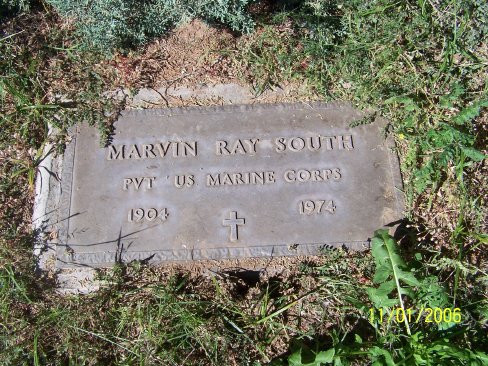 MARVIN RAY SOUTH
PVT US MARINE CORPS
1904 1974
11/01/2006